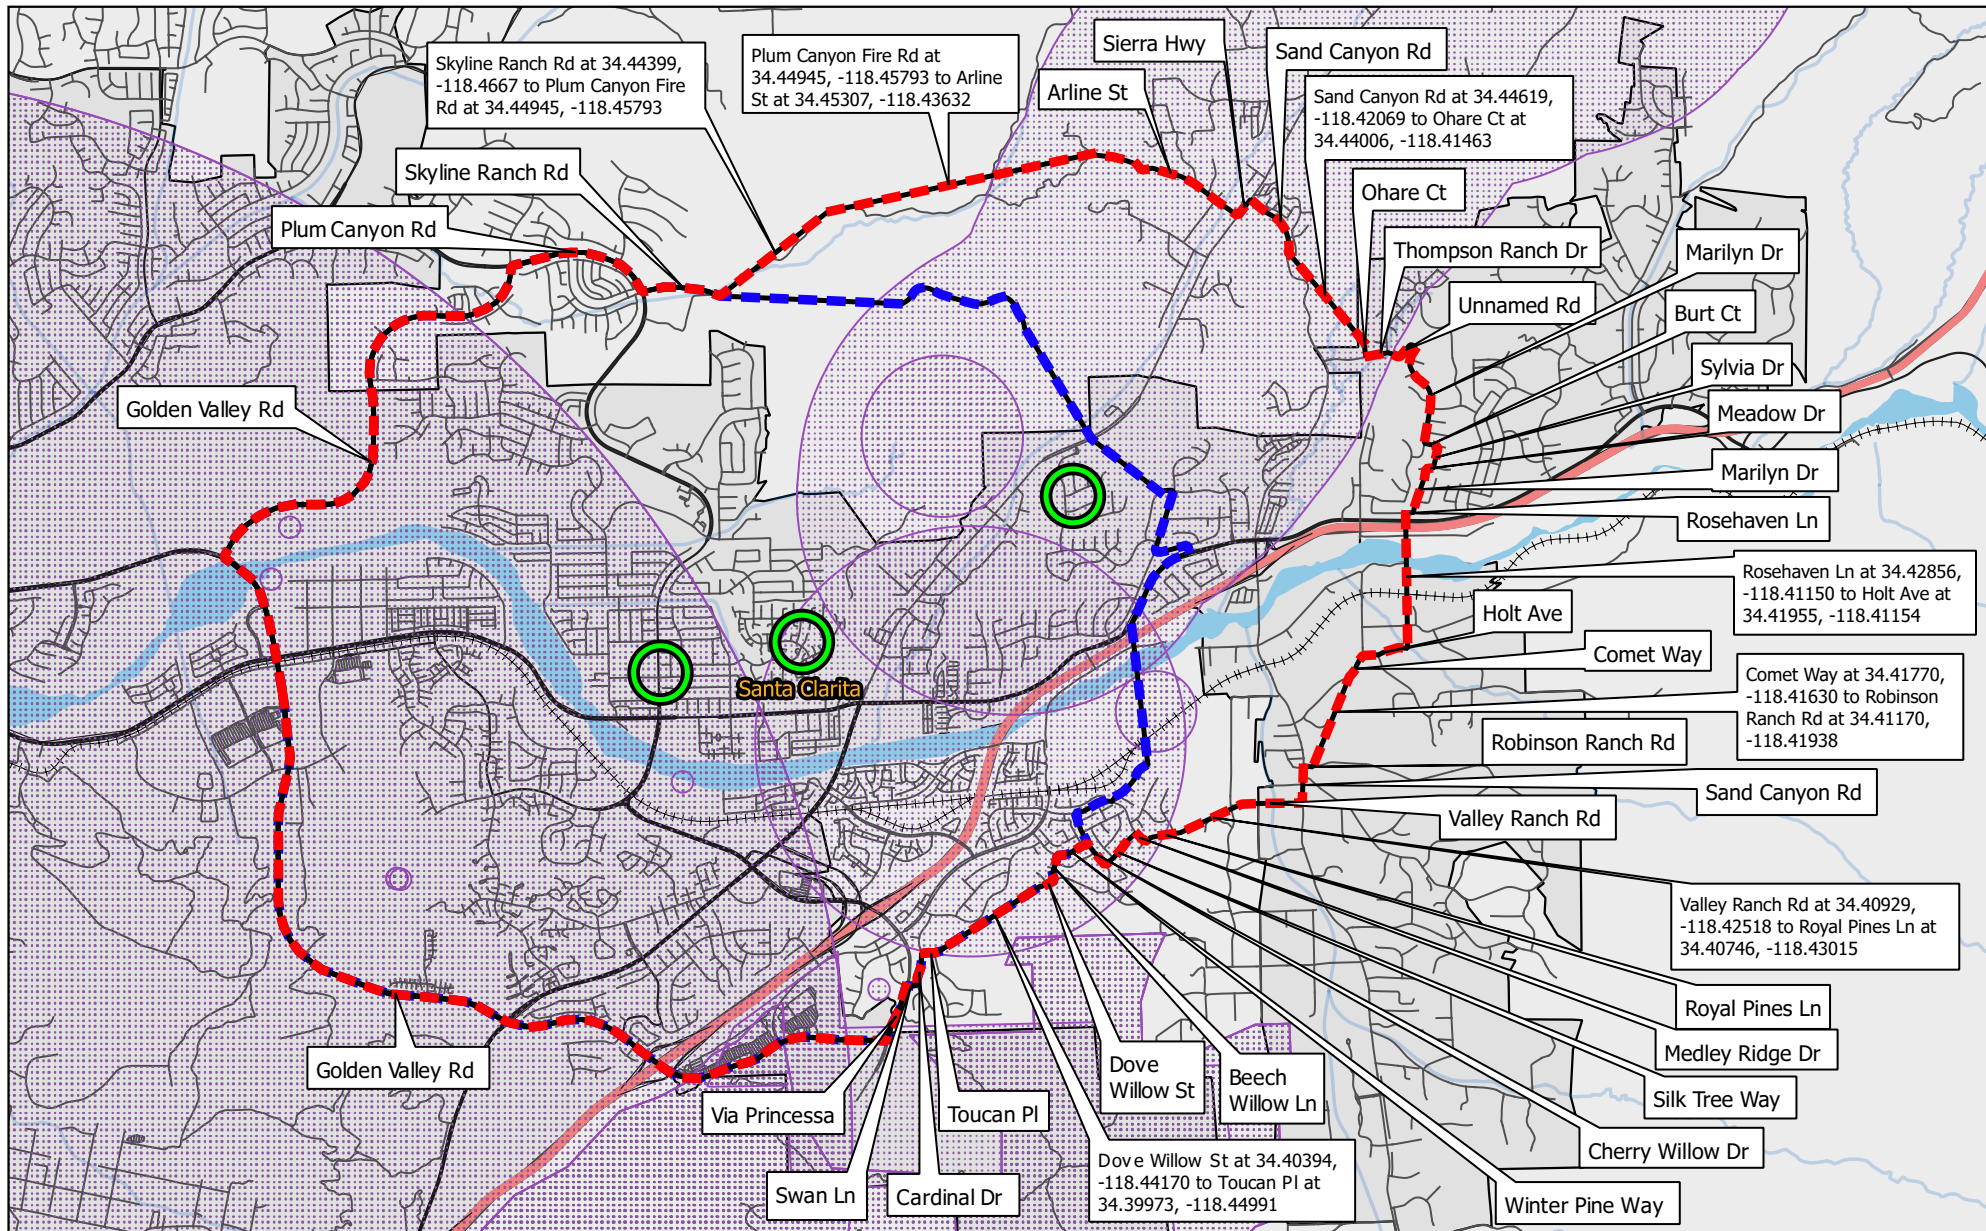 Sierra Hwy
Sand Canyon Rd
Skyline Ranch Rd at 34.44399,
-118.4667 to Plum Canyon Fire
Rd at 34.44945, -118.45793
Plum Canyon Fire Rd at
34.44945, -118.45793 to Arline
St at 34.45307, -118.43632
Arline St
Sand Canyon Rd at 34.44619,
-118.42069 to Ohare Ct at
34.44006, -118.41463
Skyline Ranch Rd
Ohare Ct
Plum Canyon Rd
Thompson Ranch Dr
Marilyn Dr
Unnamed Rd
Burt Ct
Sylvia Dr
Golden Valley Rd
Meadow Dr
Marilyn Dr
Rosehaven Ln
Rosehaven Ln at 34.42856,
-118.41150 to Holt Ave at
34.41955, -118.41154
Holt Ave
Comet Way
Santa Clarita
Comet Way at 34.41770,
-118.41630 to Robinson
Ranch Rd at 34.41170,
-118.41938
Robinson Ranch Rd
Sand Canyon Rd
Valley Ranch Rd
Valley Ranch Rd at 34.40929,
-118.42518 to Royal Pines Ln at
34.40746, -118.43015
Royal Pines Ln
Medley Ridge Dr
Golden Valley Rd
Dove
Willow St
Beech
Willow Ln
Silk Tree Way
Via Princessa
Toucan Pl
Cherry Willow Dr
Dove Willow St at 34.40394,
-118.44170 to Toucan Pl at
34.39973, -118.44991
Swan Ln
Cardinal Dr
Winter Pine Way